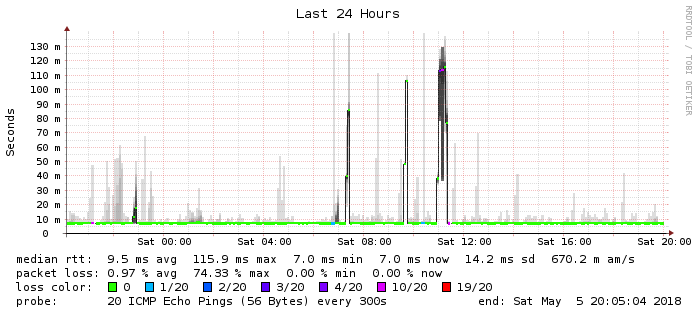 Last 24 Hours
RRDTOOL / TOBI OETIKER
Seconds
130 m
120 m
110 m
100 m
90 m
80 m
70 m
60 m
50 m
40 m
30 m
20 m
10 m
0
Sat 00:00 Sat 04:00 Sat 08:00 Sat 12:00 Sat 16:00 Sat 20:00
median rtt: 9.5 ms avg 115.9 ms max 7.0 ms min 7.0 ms now 14.2 ms sd 670.2 m am/s
packet loss: 0.97 % avg 74.33 % max 0.00 % min 0.00 % now
loss color: 0 1/20 2/20 3/20 4/20 10/20 19/20
probe: 20 ICMP Echo Pings (56 Bytes) every 300s end: Sat May 5 20:05:04 2018